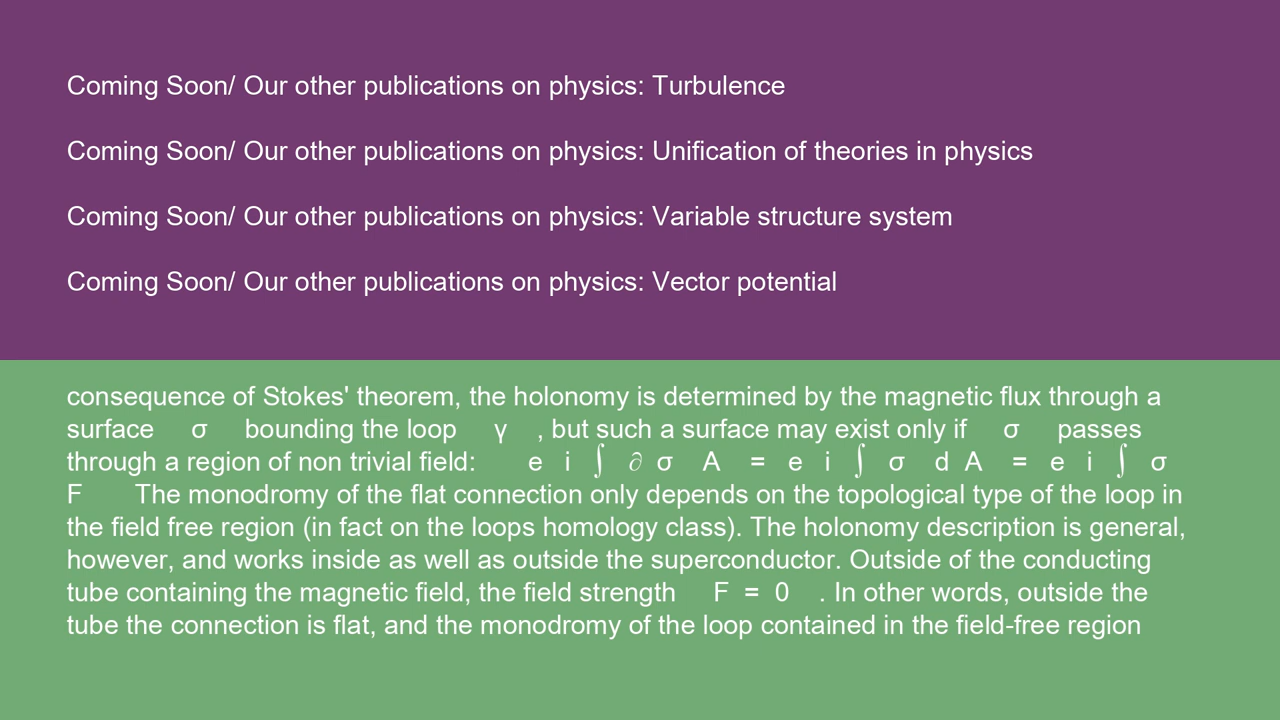 Coming Soon/ Our other publications on physics: Turbulence
Coming Soon/ Our other publications on physics: Unification of theories in physics
Coming Soon/ Our other publications on physics: Variable structure system
Coming Soon/ Our other publications on physics: Vector potential
consequence of Stokes' theorem, the holonomy is determined by the magnetic flux through a
surface σ bounding the loop γ , but such a surface may exist only if σ passes
through a region of non trivial field: e i ∫ ∂ σ A = e i ∫ σ d A = e i ∫ σ
F The monodromy of the flat connection only depends on the topological type of the loop in
the field free region (in fact on the loops homology class). The holonomy description is general,
however, and works inside as well as outside the superconductor. Outside of the conducting
tube containing the magnetic field, the field strength F = 0 . In other words, outside the
tube the connection is flat, and the monodromy of the loop contained in the field-free region